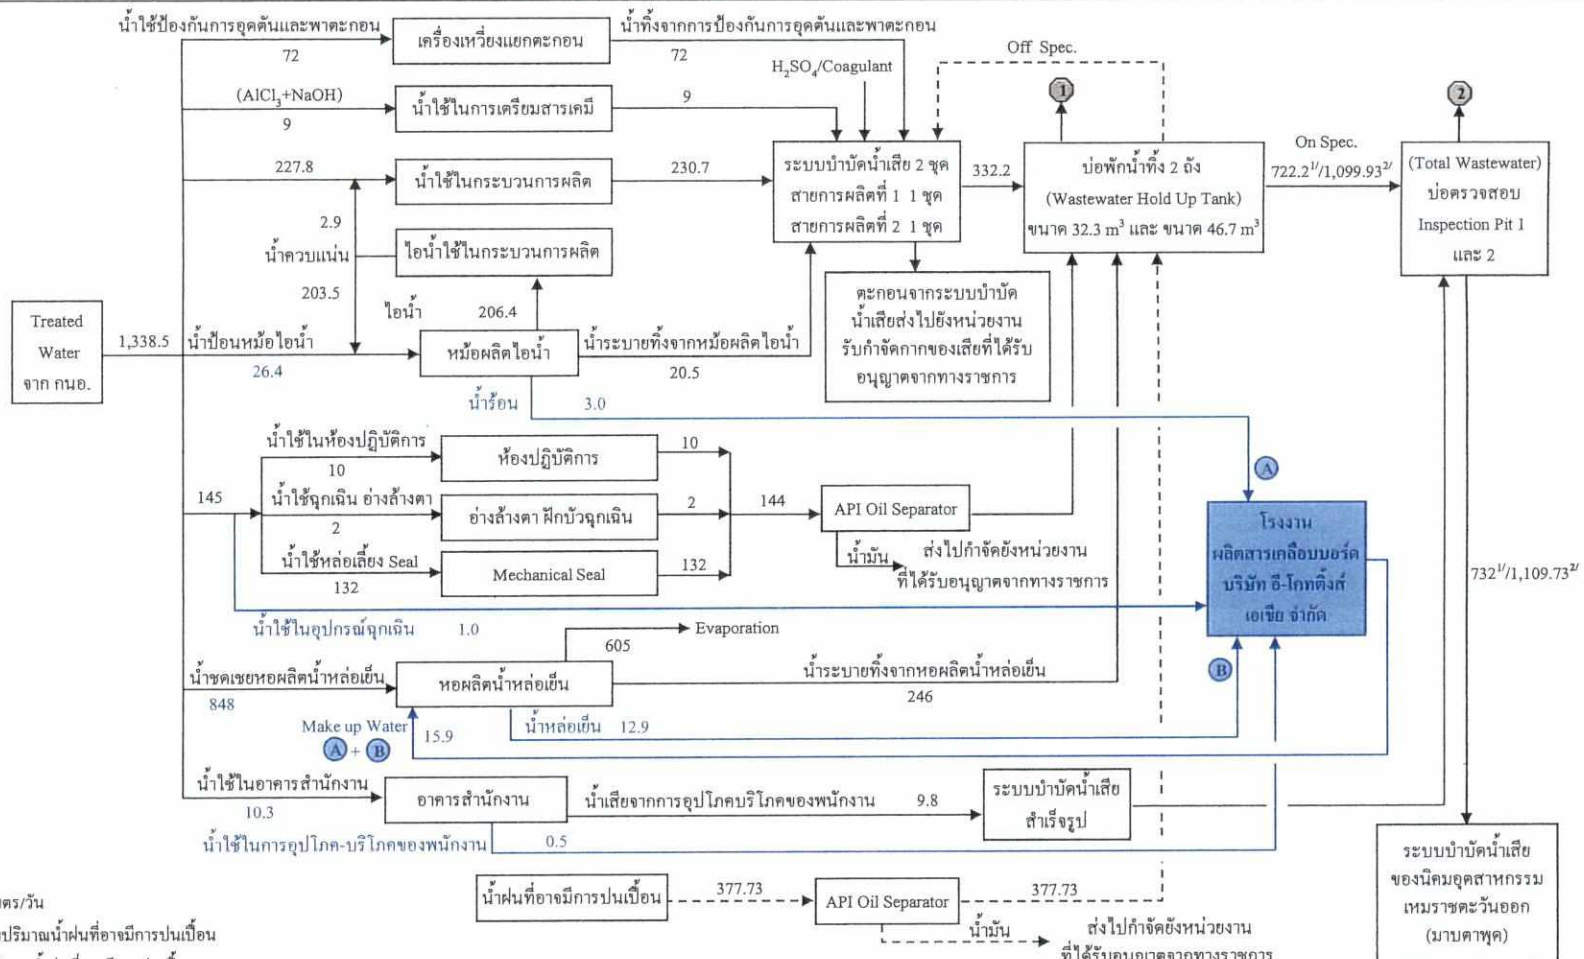 น้ำใช้ป้องกันการอุดตันและพาตะกอน
72
เครื่องเหวี่ยงแยกตะกอน
น้ำทิ้งจากการป้องกันการอุดตันและพาตะกอน
72
H₂SO₄/Coagulant
Off Spec.
(AlCl₃+NaOH)
9
น้ำใช้ในการเตรียมสารเคมี
9
227.8
น้ำใช้ในกระบวนการผลิต
230.7
ระบบบำบัดน้ำเสีย 2 ชุด
สายการผลิตที่ 1 1 ชุด
สายการผลิตที่ 2 1 ชุด
332.2
1
บ่อพักน้ำทิ้ง 2 ถัง
(Wastewater Hold Up Tank)
ขนาด 32.3 m³ และ ขนาด 46.7 m³
On Spec.
722.2¹/1,099.93²/
2
(Total Wastewater)
บ่อตรวจสอบ
Inspection Pit 1
และ 2
2.9
น้ำควบแน่น
203.5
ไอน้ำใช้ในกระบวนการผลิต
ไอน้ำ
206.4
ตะกอนจากระบบบำบัด
น้ำเสียส่งไปยังหน่วยงาน
รับกำจัดกากของเสียที่ได้รับ
อนุญาตจากทางราชการ
Treated
Water
จาก กนอ.
1,338.5
น้ำป้อนหม้อไอน้ำ
26.4
หม้อผลิตไอน้ำ
น้ำระบายทิ้งจากหม้อผลิตไอน้ำ
20.5
น้ำร้อน
3.0
A
145
น้ำใช้ในห้องปฏิบัติการ
10
ห้องปฏิบัติการ
10
น้ำใช้ฉุกเฉิน อ่างล้างตา
2
อ่างล้างตา ฝักบัวฉุกเฉิน
2
144
API Oil Separator
น้ำใช้หล่อเลี้ยง Seal
132
Mechanical Seal
132
น้ำมัน
ส่งไปกำจัดยังหน่วยงาน
ที่ได้รับอนุญาตจากทางราชการ
โรงงาน
ผลิตสารเคลือบบอร์ด
บริษัท อี-โคทติ้งส์
เอเชีย จำกัด
732¹/1,109.73²/
น้ำใช้ในอุปกรณ์ฉุกเฉิน
1.0
605
Evaporation
น้ำชดเชยหอผลิตน้ำหล่อเย็น
848
หอผลิตน้ำหล่อเย็น
น้ำระบายทิ้งจากหอผลิตน้ำหล่อเย็น
246
B
Make up Water
A + B
15.9
น้ำหล่อเย็น
12.9
น้ำใช้ในอาคารสำนักงาน
10.3
อาคารสำนักงาน
น้ำเสียจากการอุปโภคบริโภคของพนักงาน
9.8
ระบบบำบัดน้ำเสีย
สำเร็จรูป
น้ำใช้ในการอุปโภค-บริโภคของพนักงาน
0.5
น้ำฝนที่อาจมีการปนเปื้อน
377.73
API Oil Separator
377.73
น้ำมัน
ส่งไปกำจัดยังหน่วยงาน
ที่ได้รับอนุญาตจากทางราชการ
ระบบบำบัดน้ำเสีย
ของนิคมอุตสาหกรรม
เหมราชตะวันออก
(มาบตาพุด)
ปริมาณน้ำฝนที่อาจมีการปนเปื้อน